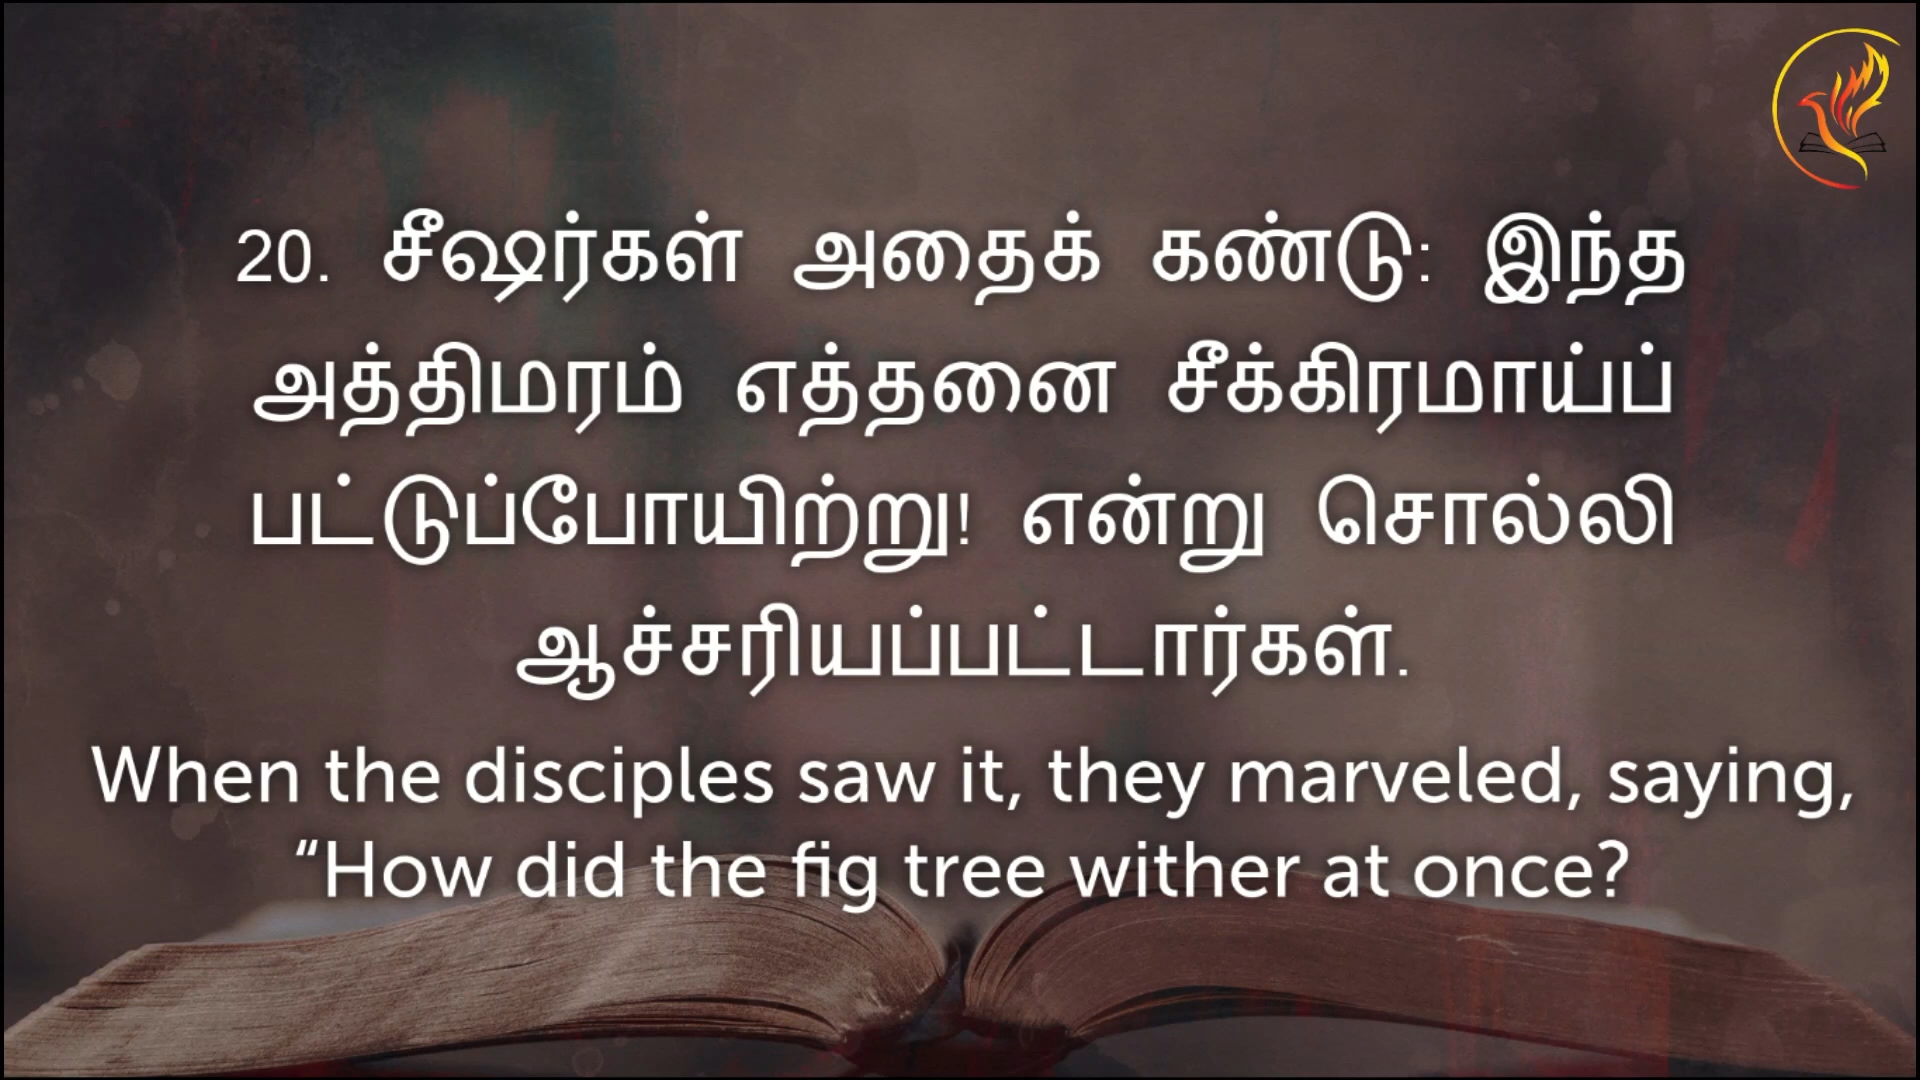 20. சீஷர்கள் அதைக் கண்டு: இந்த
அத்திமரம் எத்தனை சீக்கிரமாய்ப்
பட்டுப்போயிற்று! என்று சொல்லி
ஆச்சரியப்பட்டார்கள்.
When the disciples saw it, they marveled, saying,
“How did the fig tree wither at once?